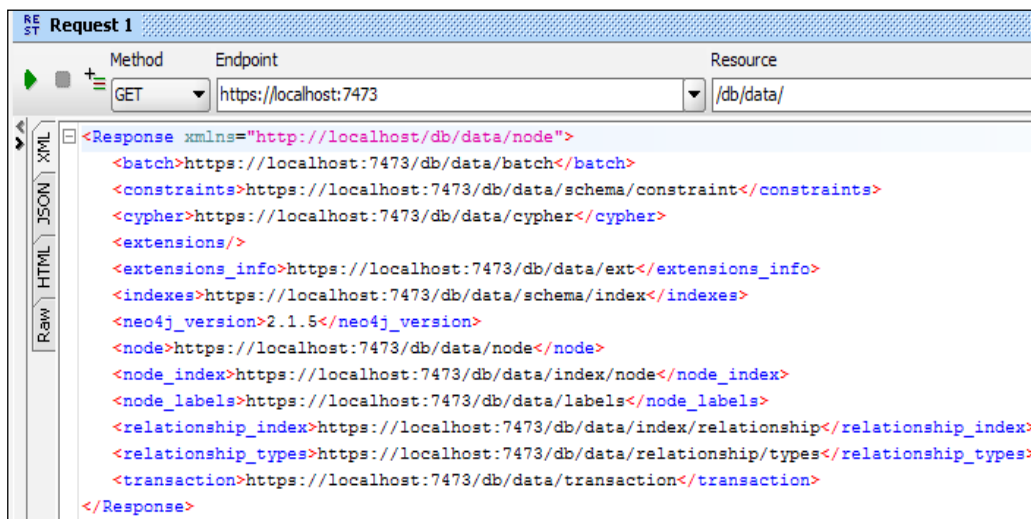 REST Request 1
Method Endpoint Resource
GET https://localhost:7473 /db/data/
XML
JSON
HTML
Raw
<Response xmlns="http://localhost/db/data/node">
<batch>https://localhost:7473/db/data/batch</batch>
<constraints>https://localhost:7473/db/data/schema/constraint</constraints>
<cypher>https://localhost:7473/db/data/cypher</cypher>
<extensions/>
<extensions_info>https://localhost:7473/db/data/ext</extensions_info>
<indexes>https://localhost:7473/db/data/schema/index</indexes>
<neo4j_version>2.1.5</neo4j_version>
<node>https://localhost:7473/db/data/node</node>
<node_index>https://localhost:7473/db/data/index/node</node_index>
<node_labels>https://localhost:7473/db/data/labels</node_labels>
<relationship_index>https://localhost:7473/db/data/index/relationship</relationship_index>
<relationship_types>https://localhost:7473/db/data/relationship/types</relationship_types>
<transaction>https://localhost:7473/db/data/transaction</transaction>
</Response>